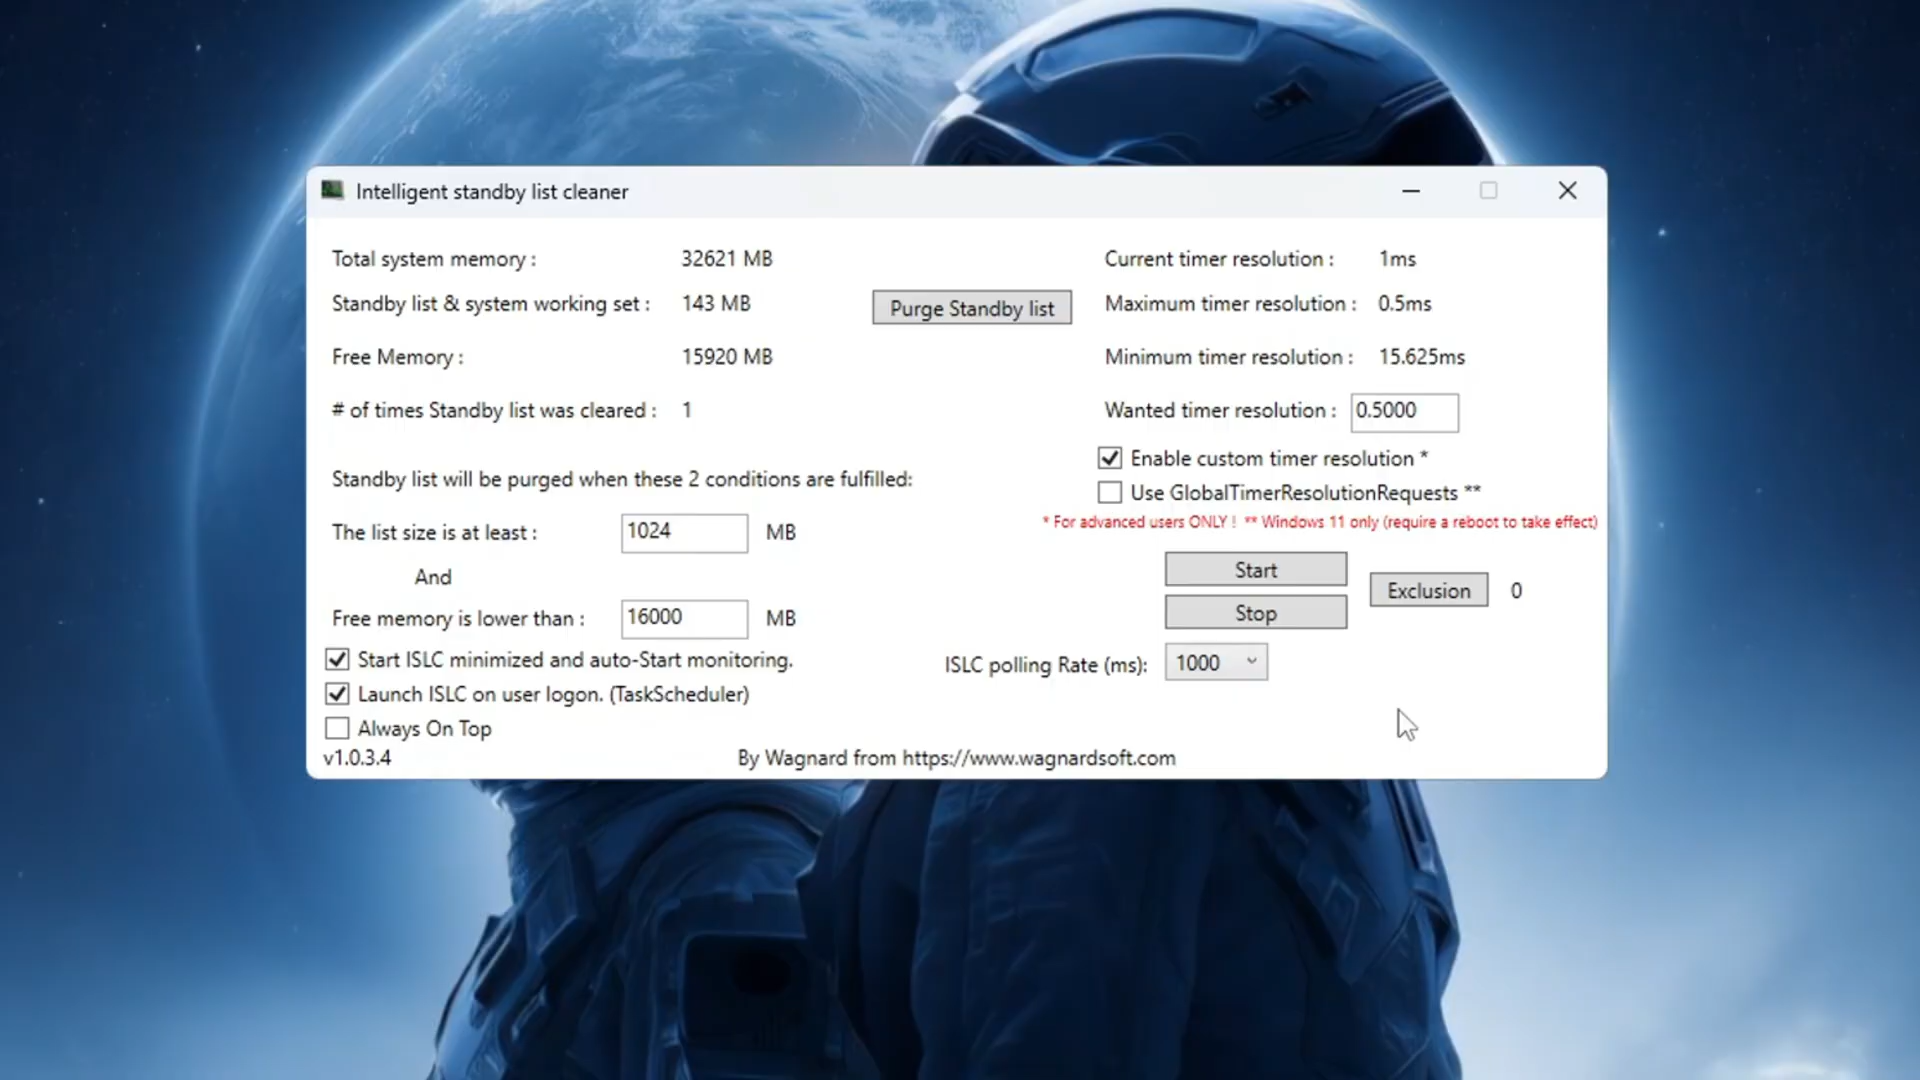 Intelligent standby list cleaner
Total system memory : 32621 MB
Standby list & system working set : 143 MB
Purge Standby list
Free Memory : 15920 MB
# of times Standby list was cleared : 1
Standby list will be purged when these 2 conditions are fulfilled:
The list size is at least : 1024 MB
And
Free memory is lower than : 16000 MB
Start ISLC minimized and auto-Start monitoring.
Launch ISLC on user logon. (TaskScheduler)
Always On Top
v1.0.3.4
Current timer resolution : 1ms
Maximum timer resolution : 0.5ms
Minimum timer resolution : 15.625ms
Wanted timer resolution : 0.5000
Enable custom timer resolution *
Use GlobalTimerResolutionRequests **
* For advanced users ONLY ! ** Windows 11 only (require a reboot to take effect)
Start
Stop
Exclusion 0
ISLC polling Rate (ms): 1000
By Wagnard from https://www.wagnardsoft.com